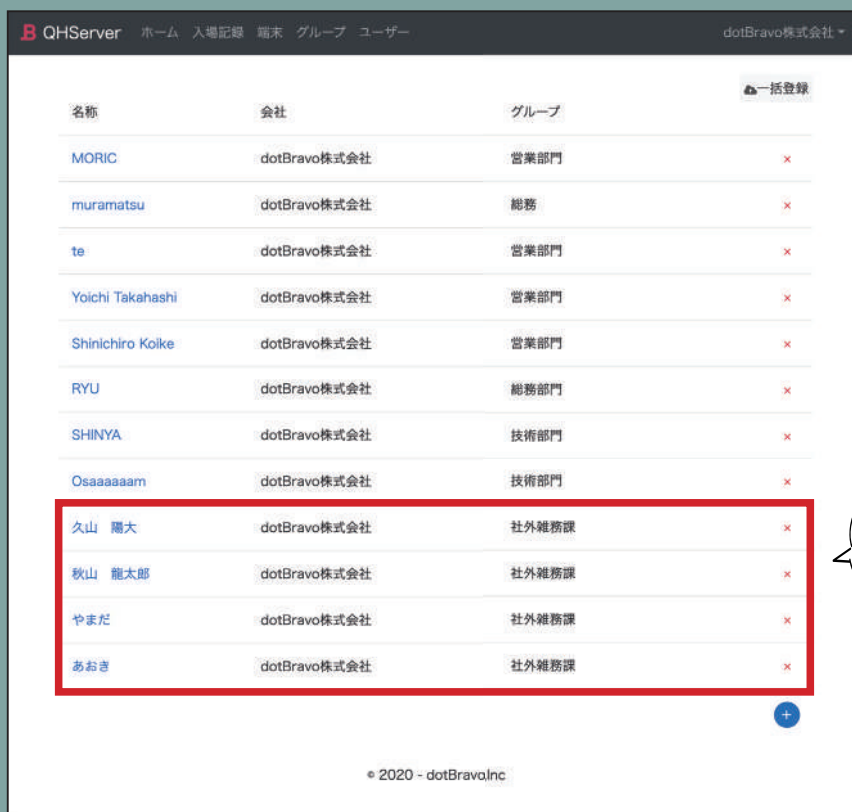 B QHServer ホーム 入場記録 端末 グループ ユーザー dotBravo株式会社
一括登録
名称 会社 グループ
MORIC dotBravo株式会社 営業部門 ×
muramatsu dotBravo株式会社 総務 ×
te dotBravo株式会社 営業部門 ×
Yoichi Takahashi dotBravo株式会社 営業部門 ×
Shinichiro Koike dotBravo株式会社 営業部門 ×
RYU dotBravo株式会社 総務部門 ×
SHINYA dotBravo株式会社 技術部門 ×
Osaaaaaam dotBravo株式会社 技術部門 ×
久山 陽大 dotBravo株式会社 社外雑務課 ×
秋山 龍太郎 dotBravo株式会社 社外雑務課 ×
やまだ dotBravo株式会社 社外雑務課 ×
あおき dotBravo株式会社 社外雑務課 ×
+
© 2020 - dotBravo,Inc